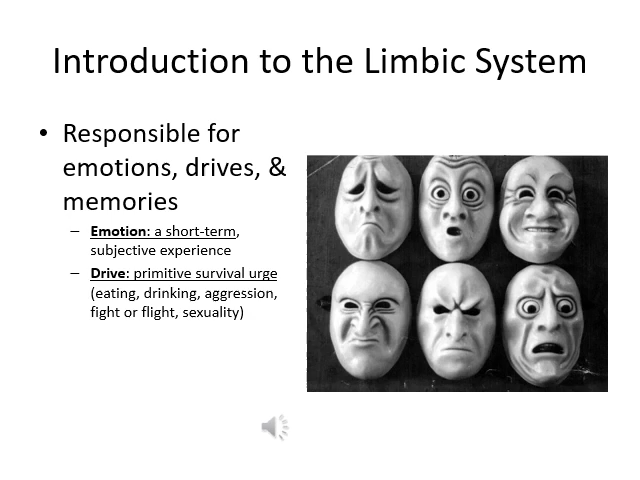 Introduction to the Limbic System
• Responsible for
emotions, drives, &
memories
– Emotion: a short-term,
subjective experience
– Drive: primitive survival urge
(eating, drinking, aggression,
fight or flight, sexuality)